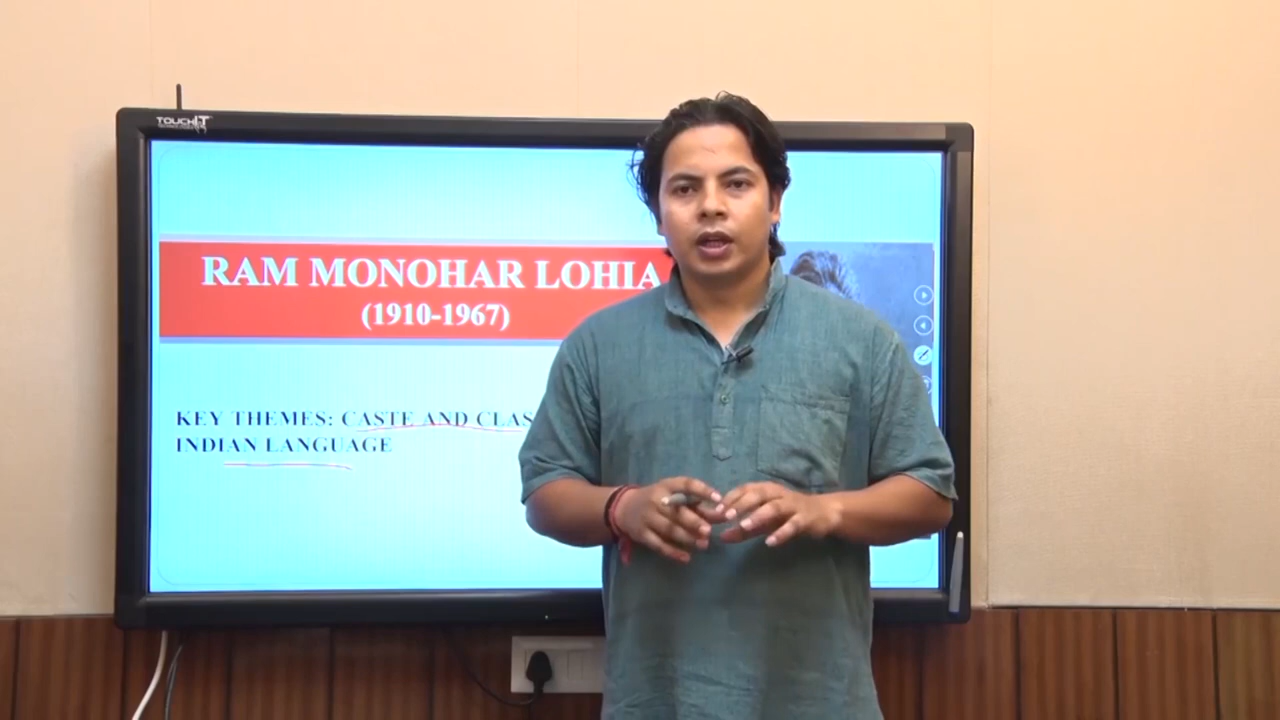 TOUCHIT
RAM MONOHAR LOHIA
(1910-1967)
KEY THEMES: CASTE AND CLAS
INDIAN LANGUAGE